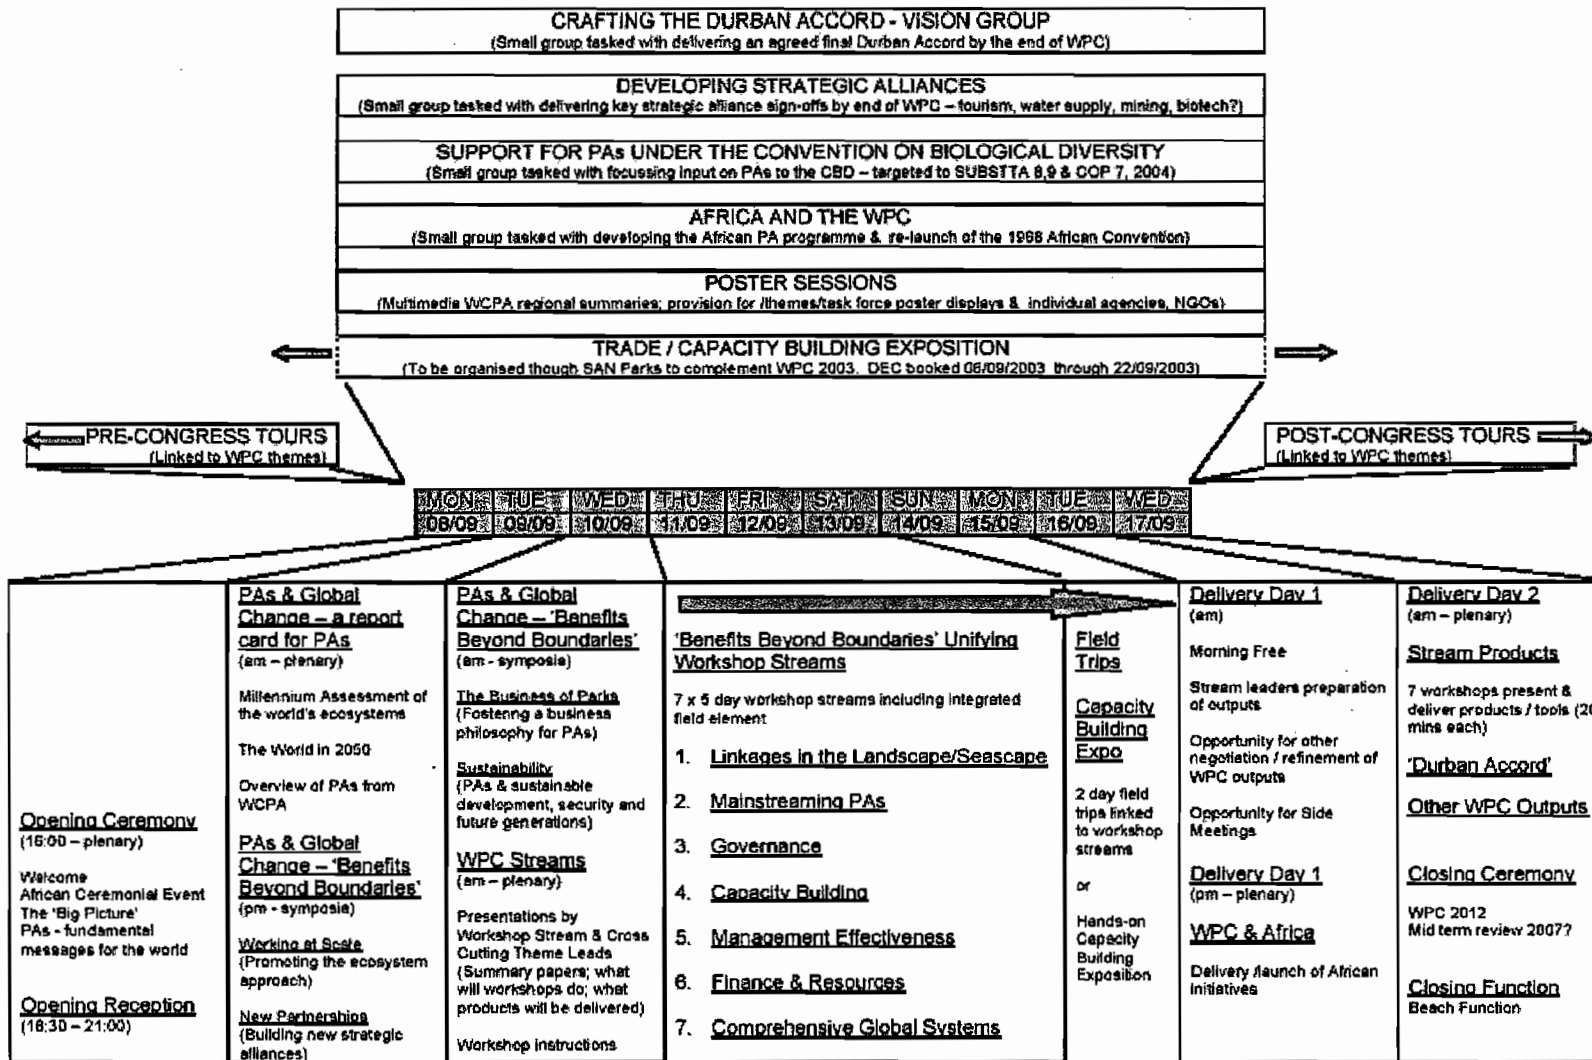 CRAFTING THE DURBAN ACCORD - VISION GROUP
(Small group tasked with delivering an agreed final Durban Accord by the end of WPC)
DEVELOPING STRATEGIC ALLIANCES
(Small group tasked with delivering key strategic alliance sign-offs by end of WPC – tourism, water supply, mining, biotech?)
SUPPORT FOR PAs UNDER THE CONVENTION ON BIOLOGICAL DIVERSITY
(Small group tasked with focussing input on PAs to the CBD – targeted to SUBSTTA 8,9 & COP 7, 2004)
AFRICA AND THE WPC
(Small group tasked with developing the African PA programme & re-launch of the 1968 African Convention)
POSTER SESSIONS
(Multimedia WCPA regional summaries; provision for /themes/task force poster displays & individual agencies, NGOs)
TRADE / CAPACITY BUILDING EXPOSITION
(To be organised though SAN Parks to complement WPC 2003. DEC booked 06/09/2003 through 22/09/2003)
PRE-CONGRESS TOURS
(Linked to WPC themes)
POST-CONGRESS TOURS
(Linked to WPC themes)
MON TUE WED THU FRI SAT SUN MON TUE WED
08/09 09/09 10/09 11/09 12/09 13/09 14/09 15/09 16/09 17/09
Opening Ceremony
(16:00 – plenary)
Welcome
African Ceremonial Event
The 'Big Picture'
PAs - fundamental
messages for the world
Opening Reception
(18:30 – 21:00)
PAs & Global
Change – a report
card for PAs
(am – plenary)
Millennium Assessment of
the world's ecosystems
The World in 2050
Overview of PAs from
WCPA
PAs & Global
Change – 'Benefits
Beyond Boundaries'
(pm - symposia)
Working at Scale
(Promoting the ecosystem
approach)
New Partnerships
(Building new strategic
alliances)
PAs & Global
Change – 'Benefits
Beyond Boundaries'
(am - symposia)
The Business of Parks
(Fostering a business
philosophy for PAs)
Sustainability
(PAs & sustainable
development, security and
future generations)
WPC Streams
(am – plenary)
Presentations by
Workshop Stream & Cross
Cutting Theme Leads
(Summary papers; what
will workshops do; what
products will be delivered)
Workshop instructions
'Benefits Beyond Boundaries' Unifying
Workshop Streams
7 x 5 day workshop streams including integrated
field element
1. Linkages in the Landscape/Seascape
2. Mainstreaming PAs
3. Governance
4. Capacity Building
5. Management Effectiveness
6. Finance & Resources
7. Comprehensive Global Systems
Field
Trips
Capacity
Building
Expo
2 day field
trips linked
to workshop
streams
or
Hands-on
Capacity
Building
Exposition
Delivery Day 1
(am)
Morning Free
Stream leaders preparation
of outputs
Opportunity for other
negotiation / refinement of
WPC outputs
Opportunity for Side
Meetings
Delivery Day 1
(pm – plenary)
WPC & Africa
Delivery /launch of African
Initiatives
Delivery Day 2
(am – plenary)
Stream Products
7 workshops present &
deliver products / tools (20
mins each)
'Durban Accord'
Other WPC Outputs
Closing Ceremony
WPC 2012
Mid term review 2007?
Closing Function
Beach Function